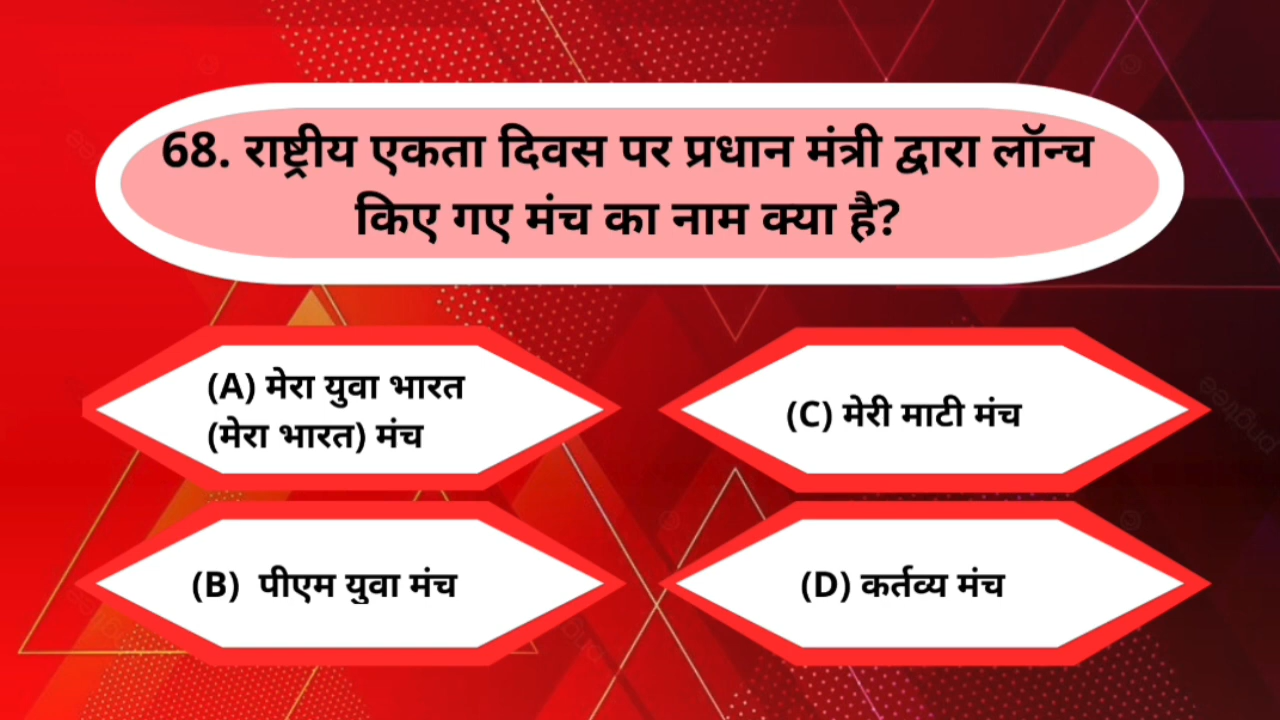 68. राष्ट्रीय एकता दिवस पर प्रधान मंत्री द्वारा लॉन्च
किए गए मंच का नाम क्या है?
(A) मेरा युवा भारत
(मेरा भारत) मंच
(B) पीएम युवा मंच
(C) मेरी माटी मंच
(D) कर्तव्य मंच